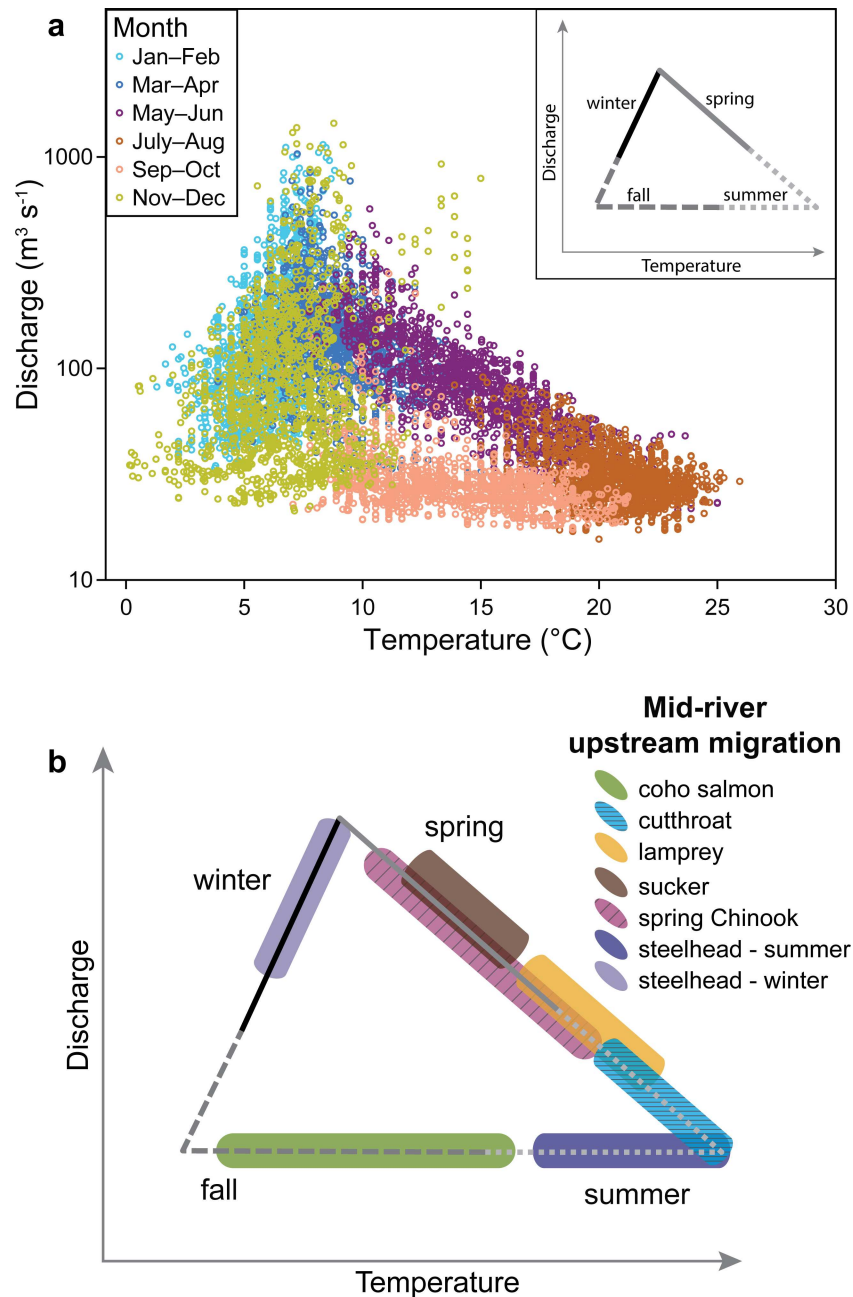 a
Month
Jan–Feb
Mar–Apr
May–Jun
July–Aug
Sep–Oct
Nov–Dec
Discharge (m³ s⁻¹)
1000
100
10
0 5 10 15 20 25 30
Temperature (°C)
winter
spring
fall
summer
Discharge
Temperature
b
Mid-river
upstream migration
coho salmon
cutthroat
lamprey
sucker
spring Chinook
steelhead - summer
steelhead - winter
spring
winter
fall
summer
Discharge
Temperature